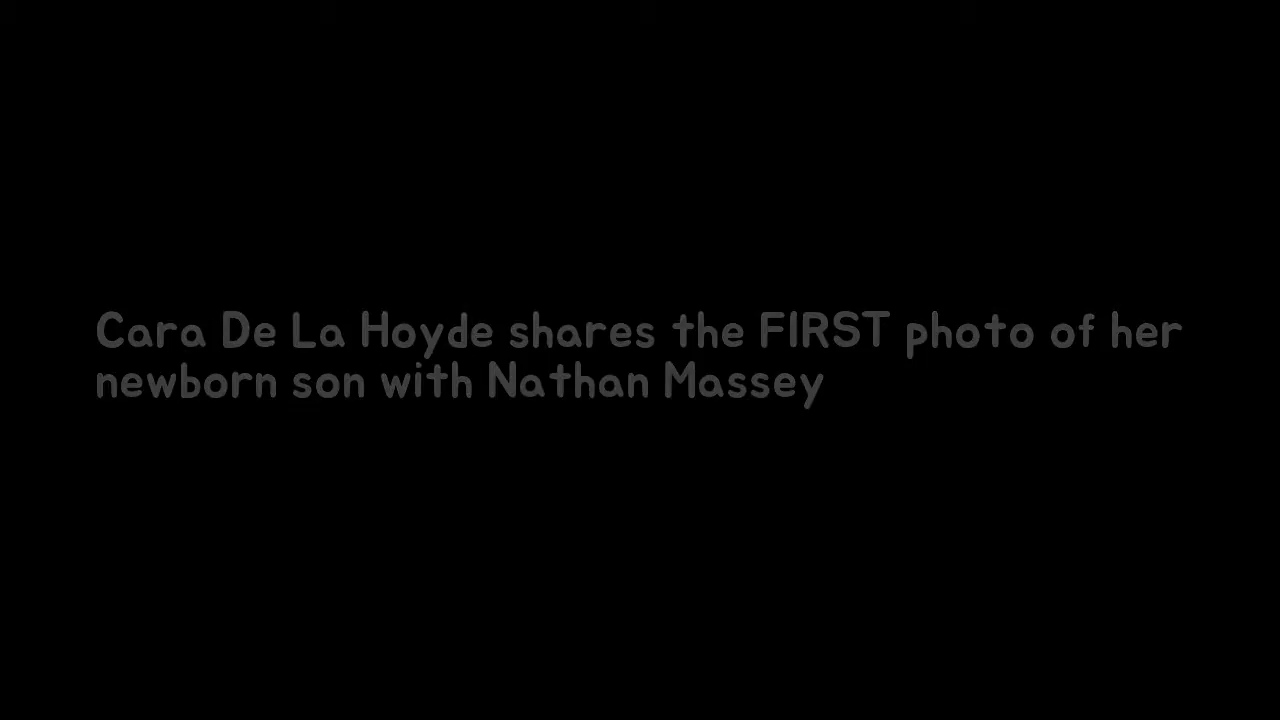 Cara De La Hoyde shares the FIRST photo of her
newborn son with Nathan Massey